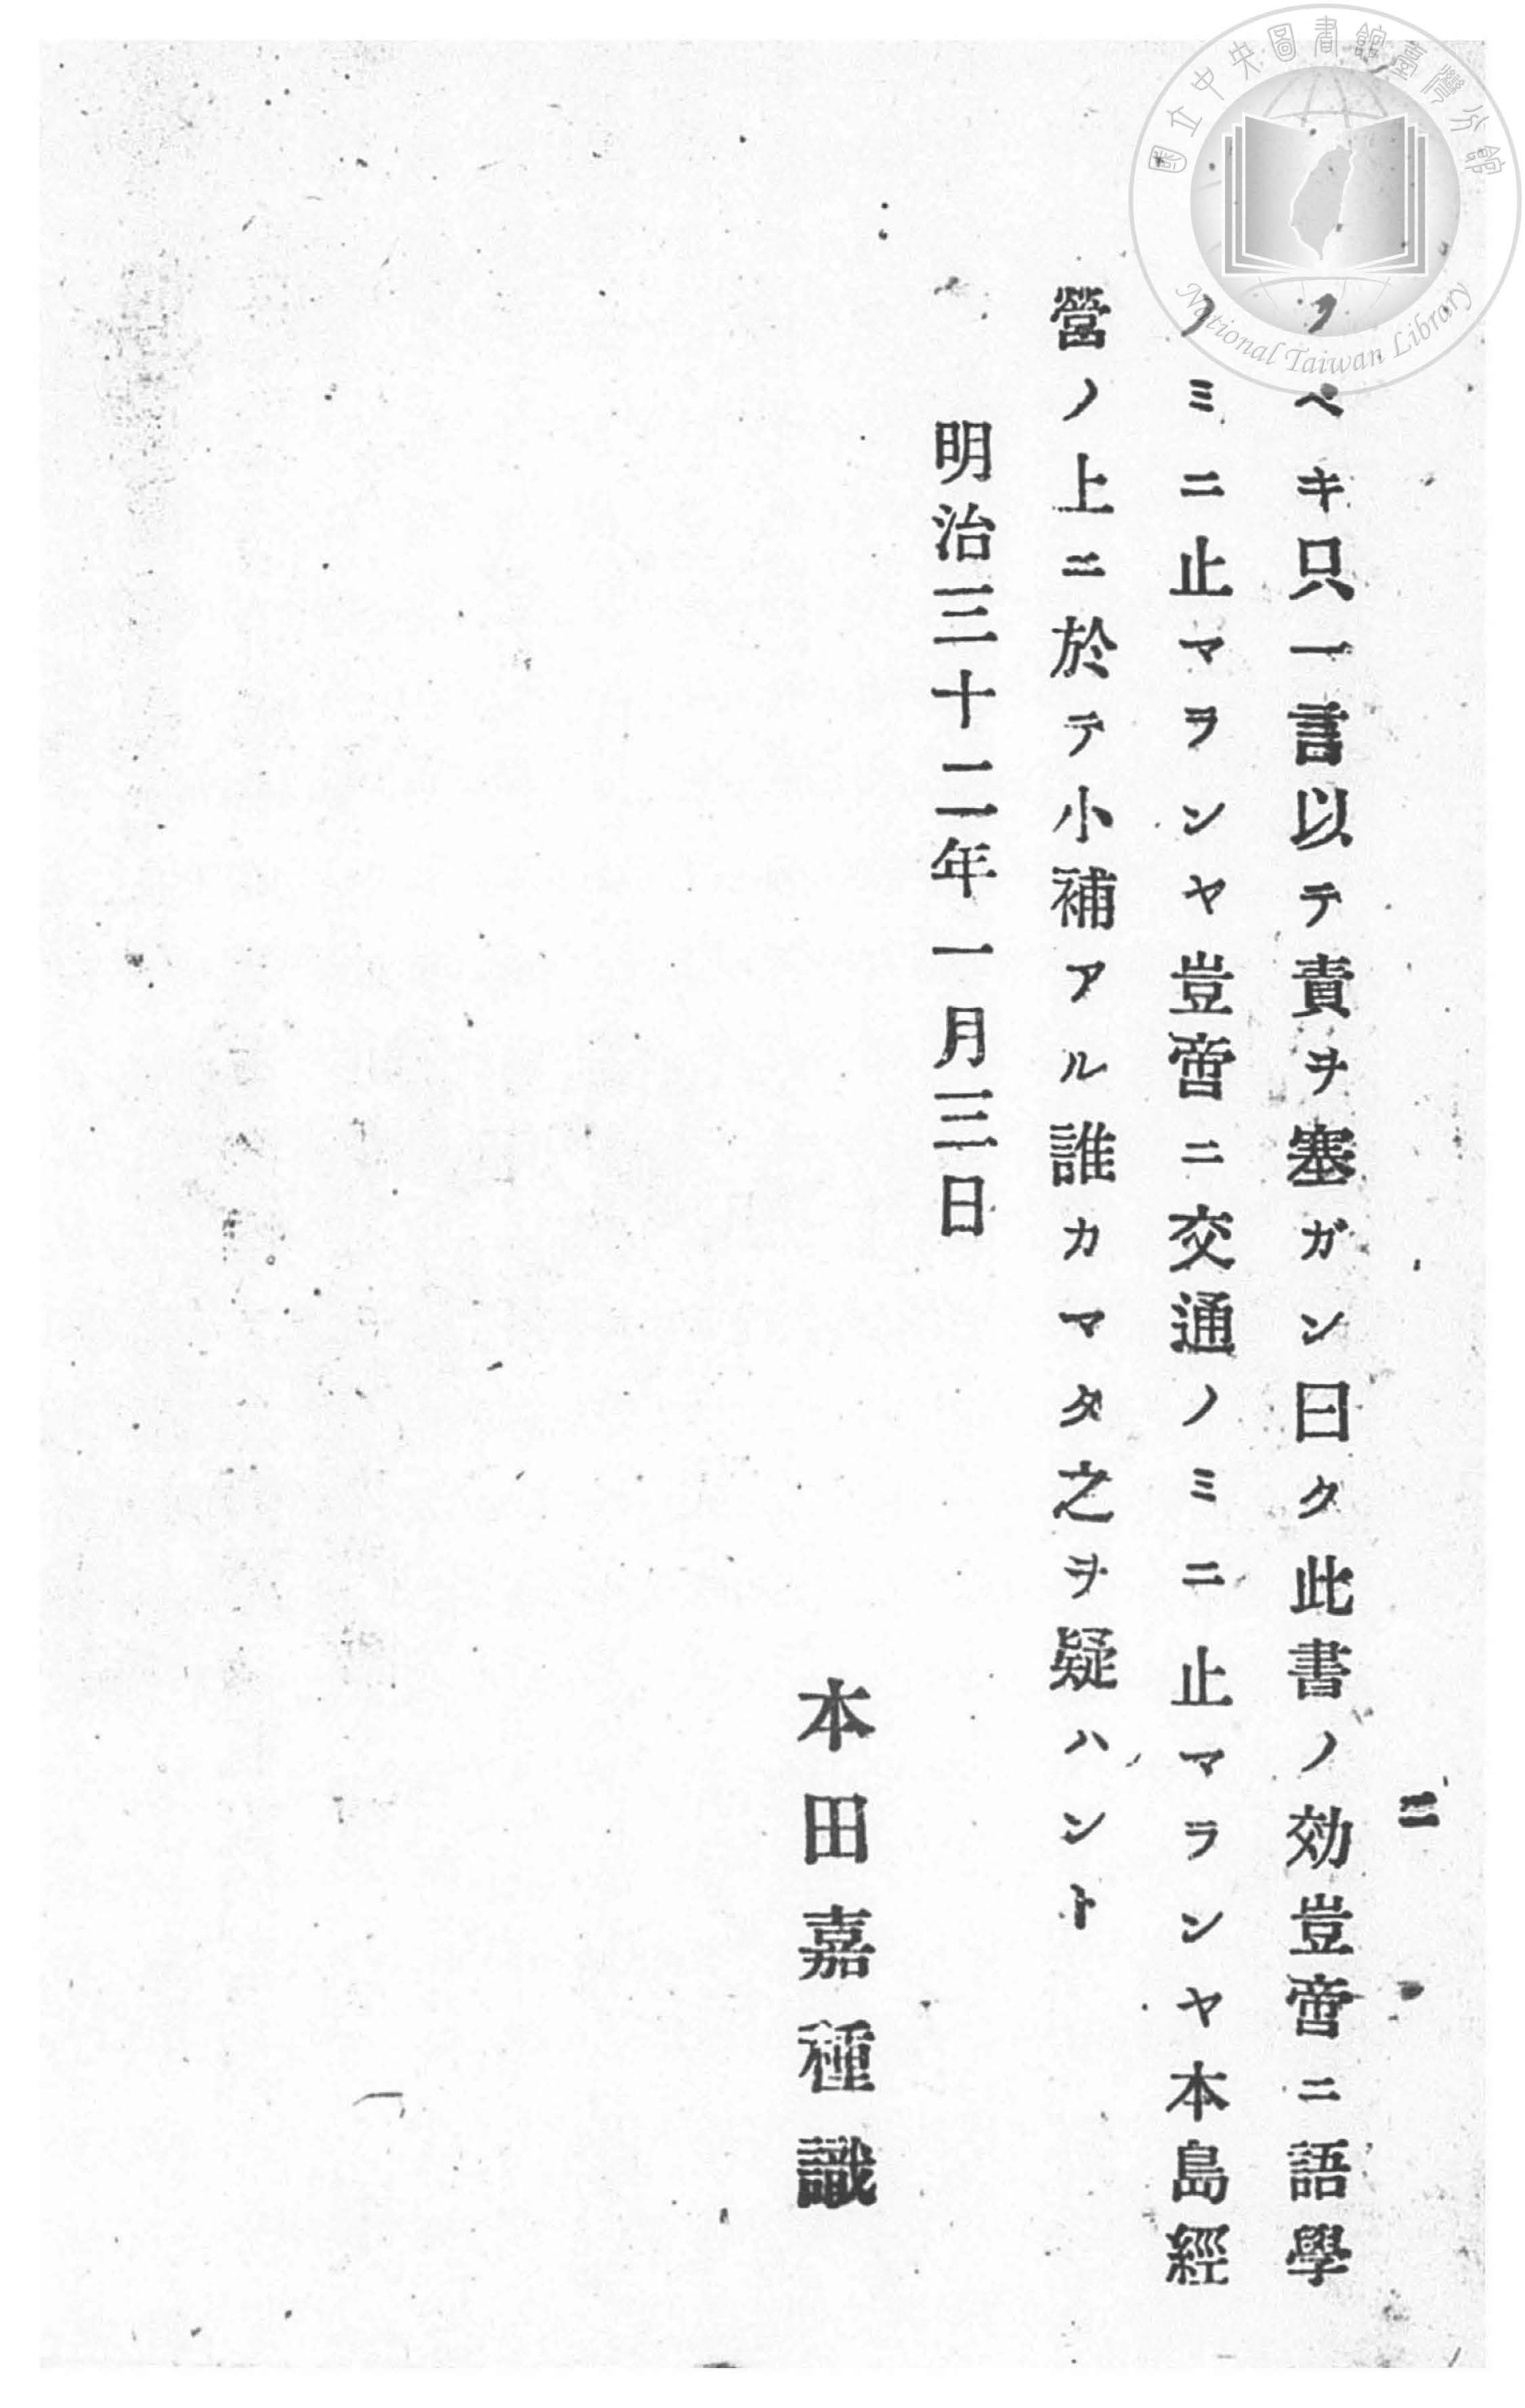 二
フベキ只一言以テ責ヲ塞ガン曰ク此書ノ効豈啻ニ語學
ノミニ止マヲンヤ豈啻ニ交通ノミニ止マランヤ本島經
營ノ上ニ於テ小補アル誰カマタ之ヲ疑ハント
明治三十二年一月三日
本田嘉種識
國立中央圖書館臺灣分館
National Taiwan Library